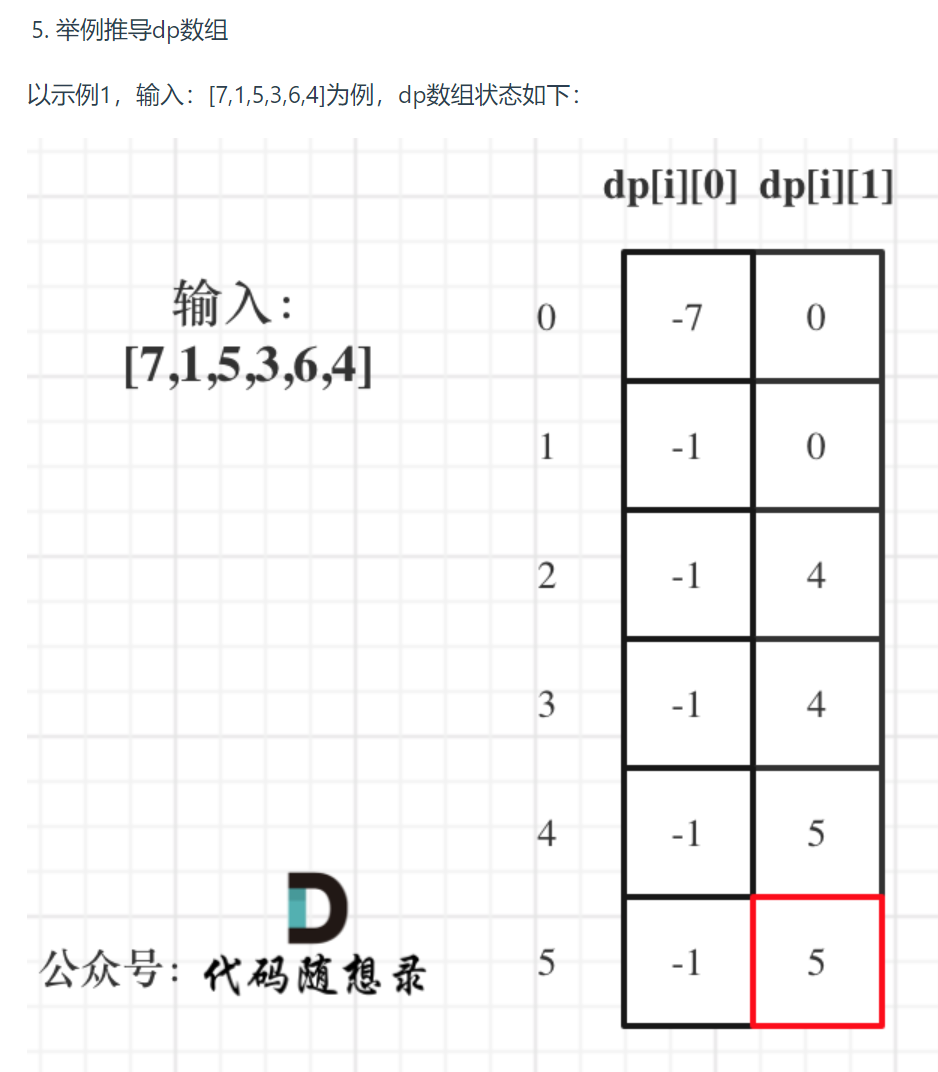 5. 举例推导dp数组
以示例1，输入：[7,1,5,3,6,4]为例，dp数组状态如下：
dp[i][0] dp[i][1]
输入：
[7,1,5,3,6,4]
0 -7 0
1 -1 0
2 -1 4
3 -1 4
4 -1 5
5 -1 5
D
公众号：代码随想录